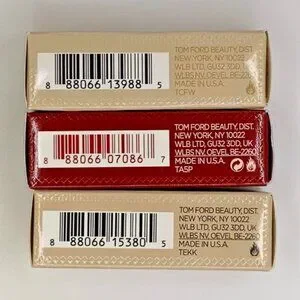 8 88066 13988 5
TOM FORD BEAUTY, DIST.
NEW YORK, NY 10022
WLB LTD, GU32 3DD, UK
WLBS NV, OEVEL, BE-2260
MADE IN U.S.A.
TCFW
8 88066 07086 7
TOM FORD BEAUTY, DIST.
NEW YORK, NY 10022
WLB LTD, GU32 3DD, UK
WLBS NV, OEVEL BE-2260
MADE IN U.S.A.
TA5P
8 88066 15380 5
TOM FORD BEAUTY, DIST.
NEW YORK, NY 10022
WLB LTD, GU32 3DD, UK
WLBS NV, OEVEL, BE-2260
MADE IN U.S.A.
TEKK